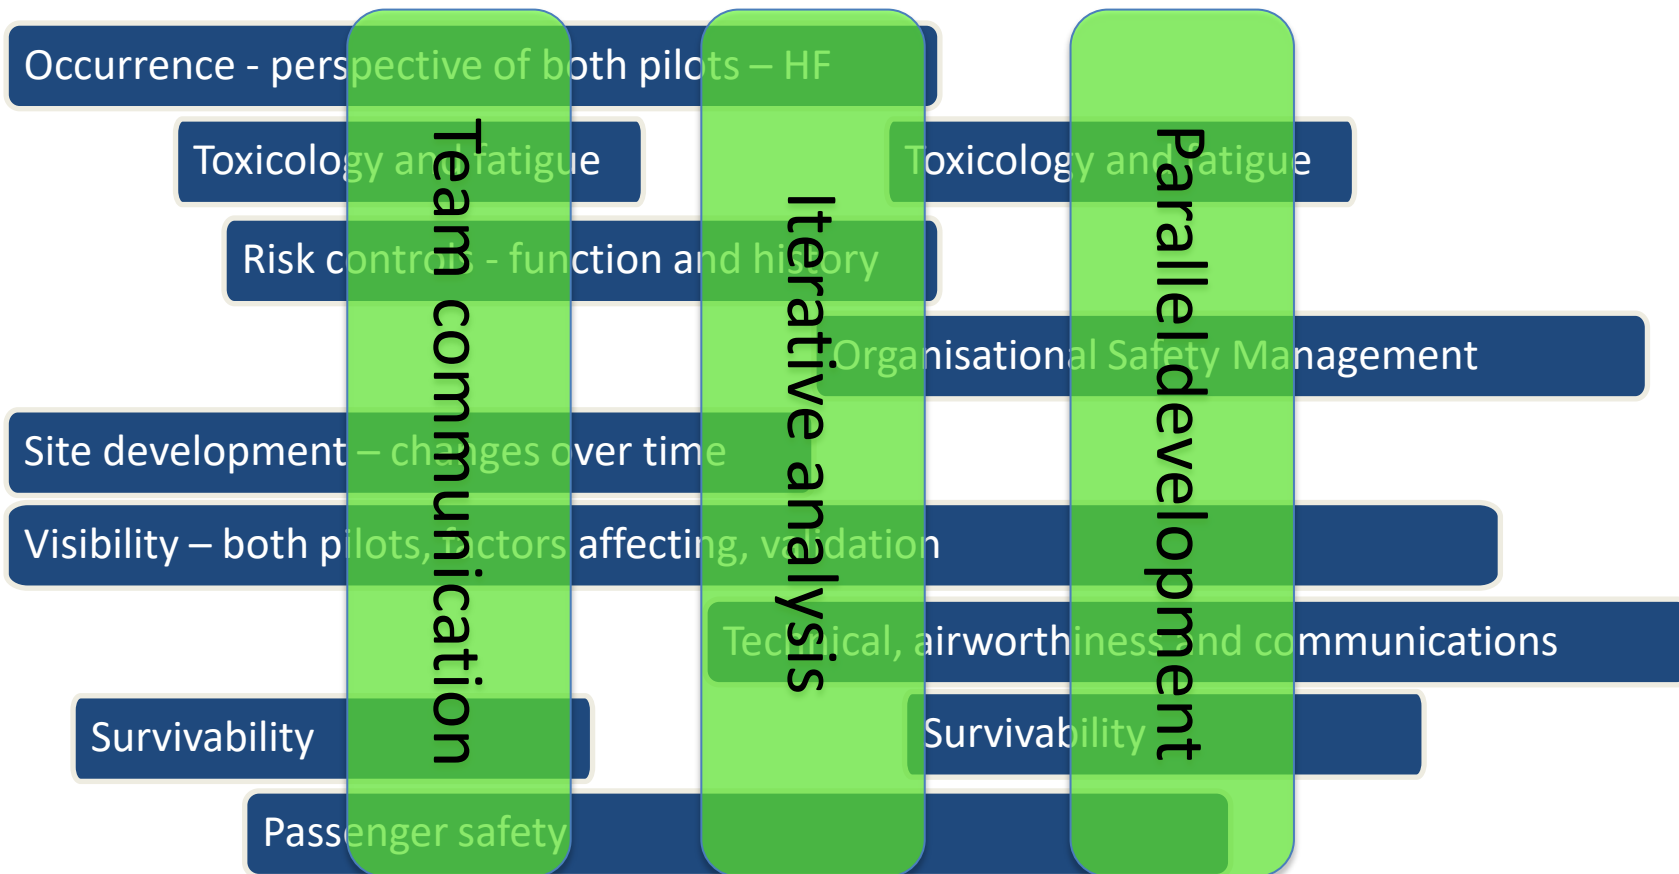 Occurrence - perspective of both pilots – HF
Toxicology and fatigue
Toxicology and fatigue
Risk controls - function and history
Organisational Safety Management
Site development – changes over time
Visibility – both pilots, factors affecting, validation
Technical, airworthiness and communications
Survivability
Survivability
Passenger safety
Team communication
Iterative analysis
Parallel development